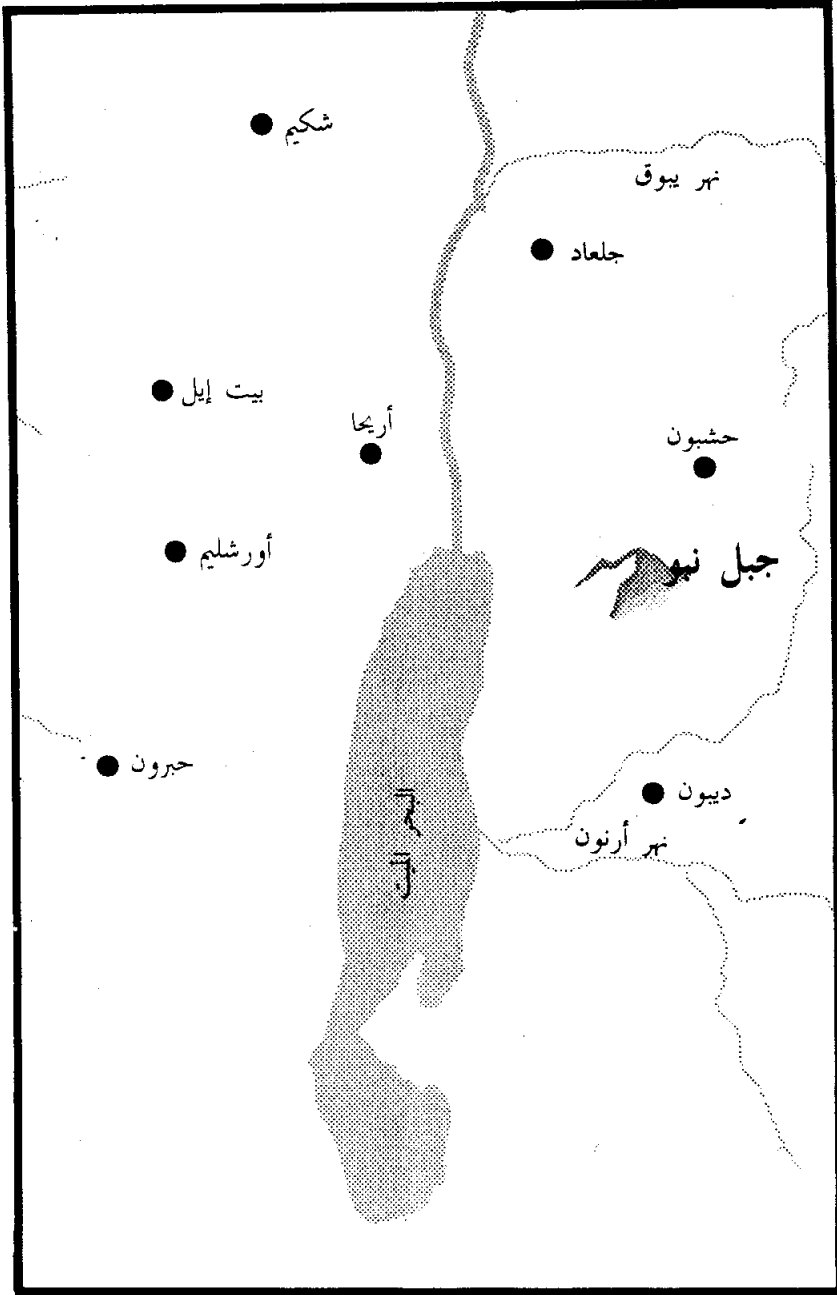 شكيم
نهر يبوق
جلعاد
بيت إيل
أريحا
حشبون
أورشليم
جبل نبو
حبرون
البحر الميت
ديبون
نهر أرنون